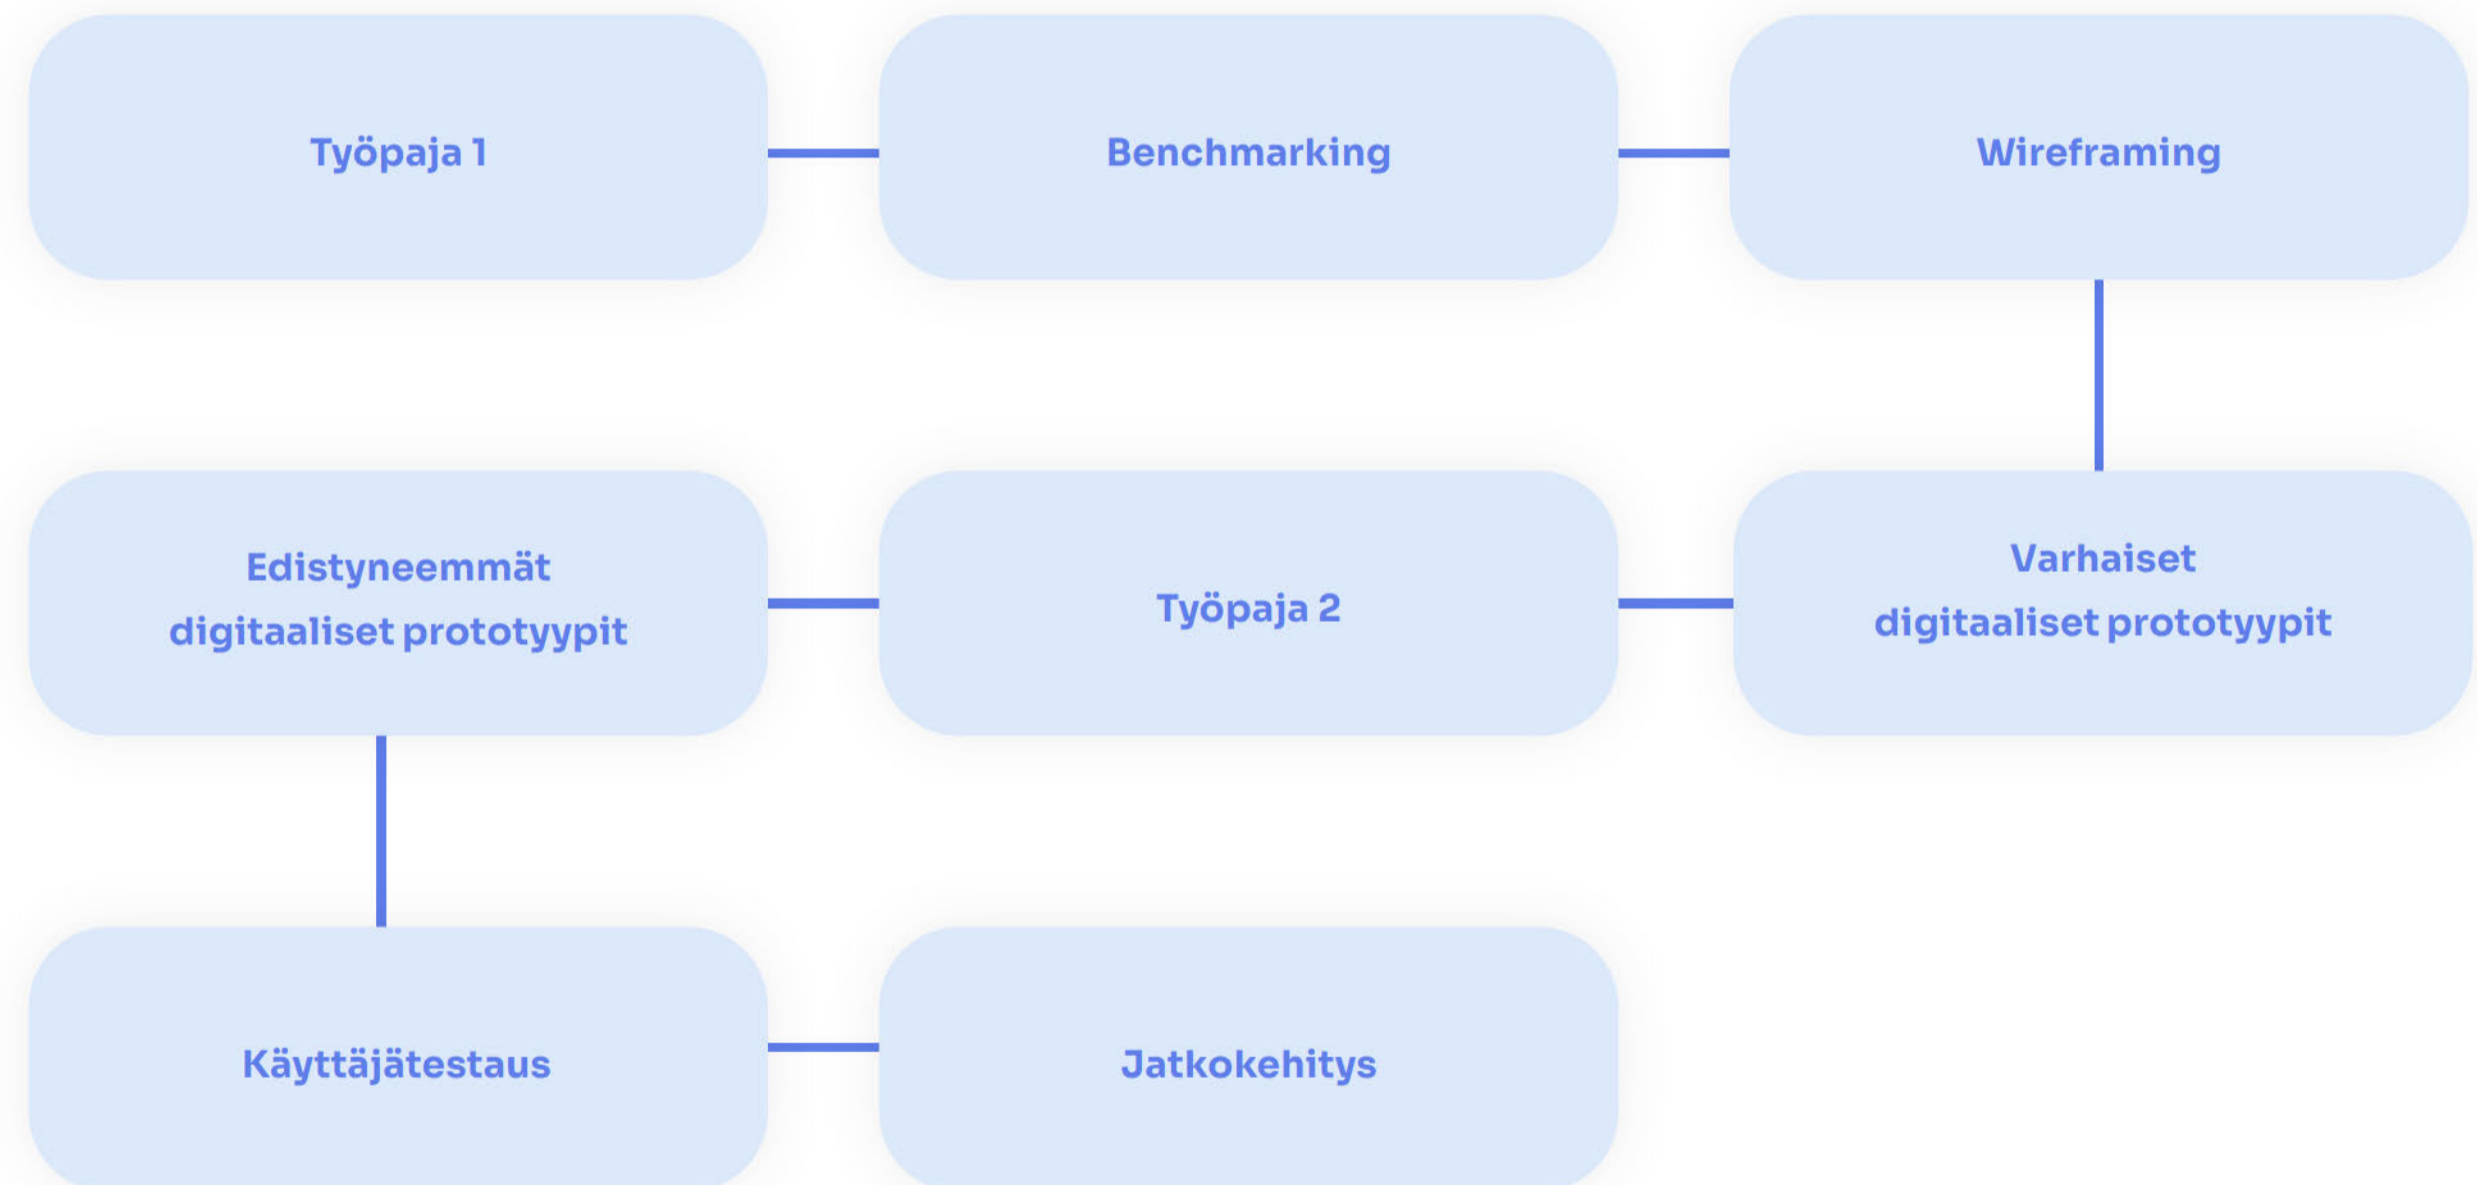 Työpaja 1
Benchmarking
Wireframing
Edistyneemmät
digitaaliset prototyypit
Työpaja 2
Varhaiset
digitaaliset prototyypit
Käyttäjätestaus
Jatkokehitys